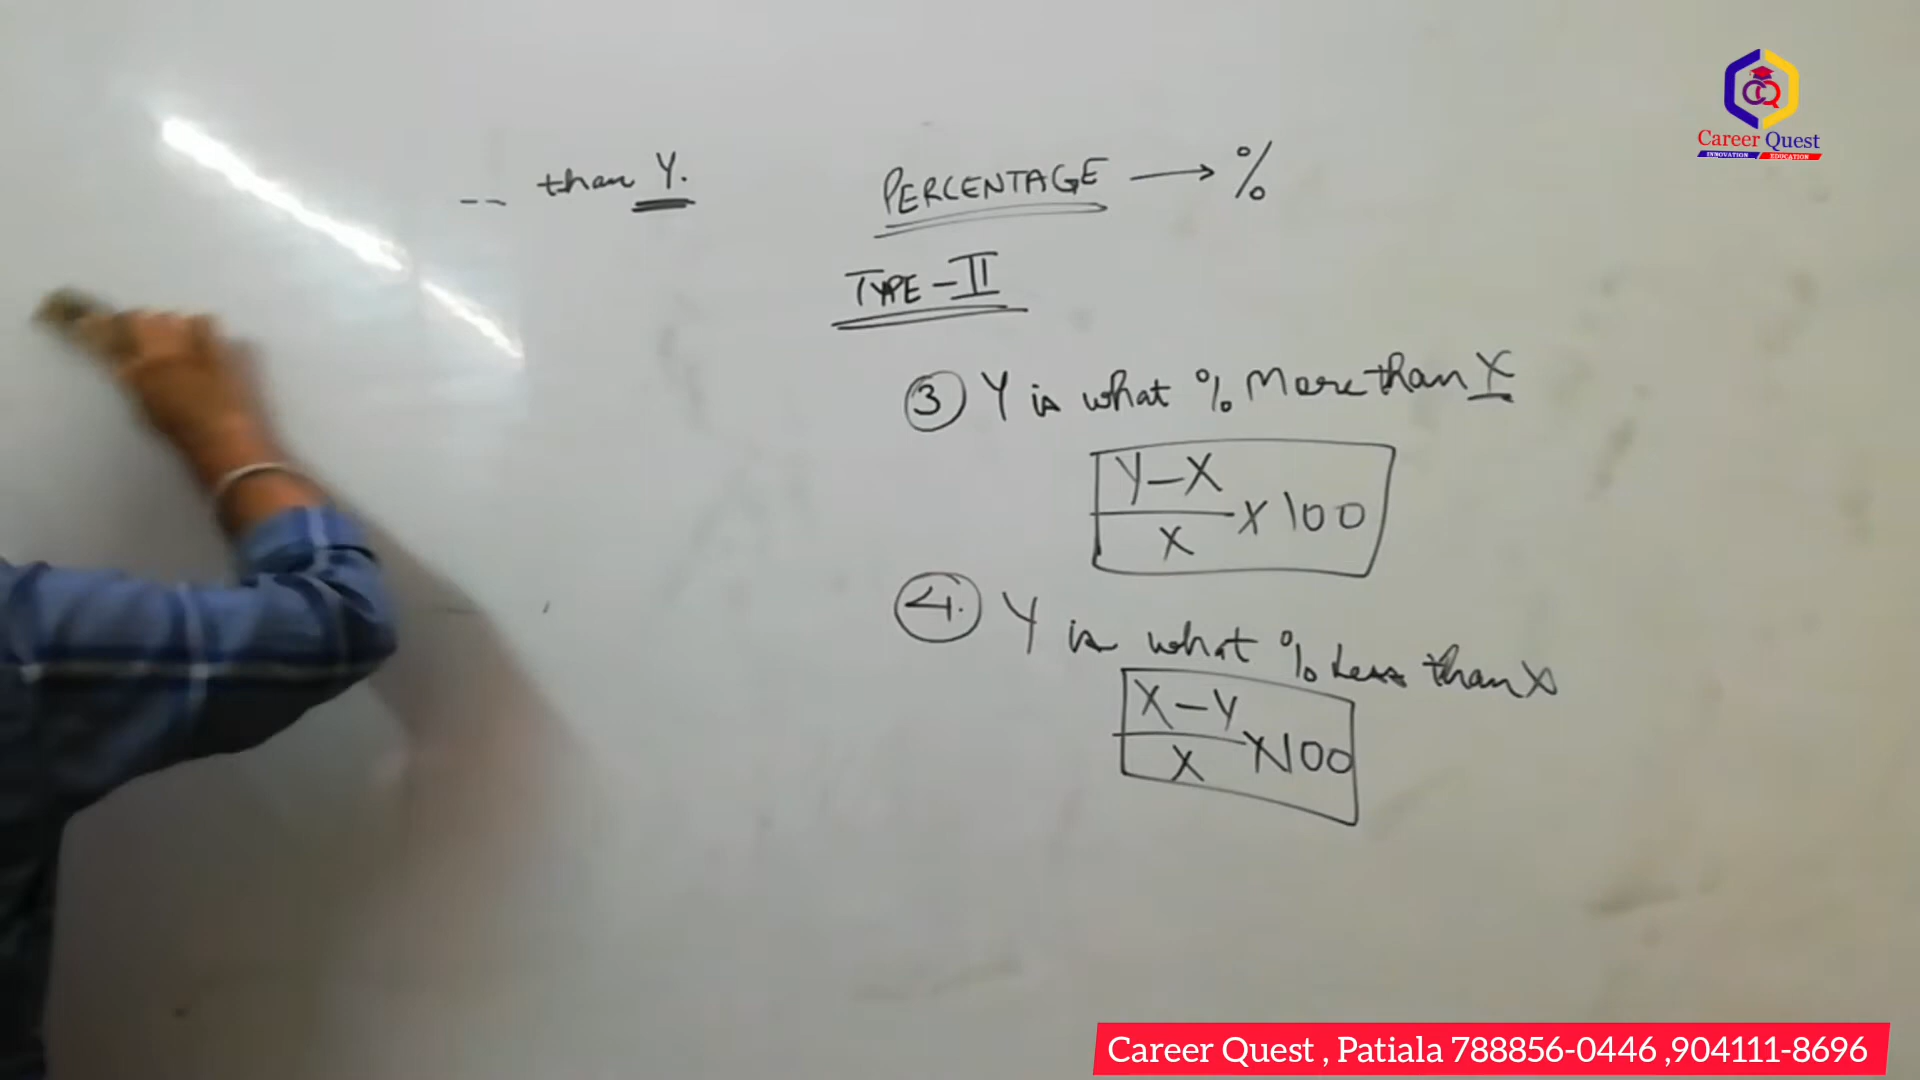 -- than Y.
PERCENTAGE → %
TYPE-II
③ Y is what % More than X
Y-X
X
X 100
④. Y is what % Less than X
X-Y
X
X100
CQ
Career Quest
INNOVATION EDUCATION
Career Quest , Patiala 788856-0446 ,904111-8696